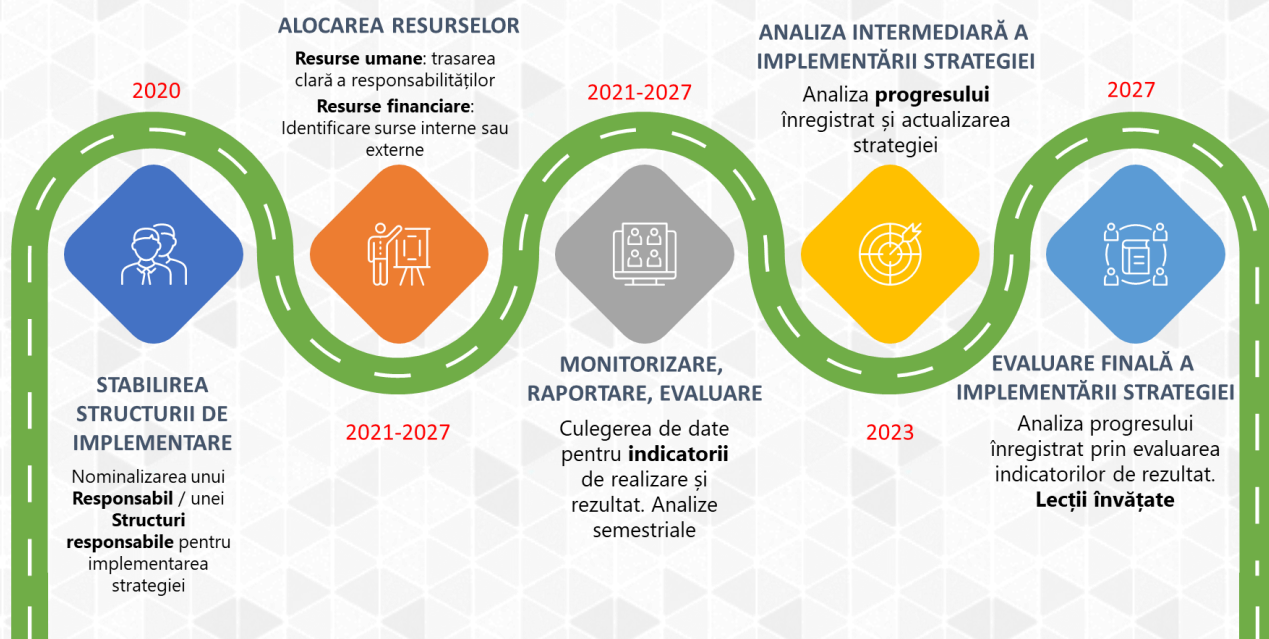 2020
STABILIREA
STRUCTURII DE
IMPLEMENTARE
Nominalizarea unui
Responsabil / unei
Structuri
responsabile pentru
implementarea
strategiei
ALOCAREA RESURSELOR
Resurse umane: trasarea
clară a responsabilităților
Resurse financiare:
Identificare surse interne sau
externe
2021-2027
2021-2027
MONITORIZARE,
RAPORTARE, EVALUARE
Culegerea de date
pentru indicatorii
de realizare și
rezultat. Analize
semestriale
ANALIZA INTERMEDIARĂ A
IMPLEMENTĂRII STRATEGIEI
Analiza progresului
înregistrat și actualizarea
strategiei
2023
2027
EVALUARE FINALĂ A
IMPLEMENTĂRII STRATEGIEI
Analiza progresului
înregistrat prin evaluarea
indicatorilor de rezultat.
Lecții învățate